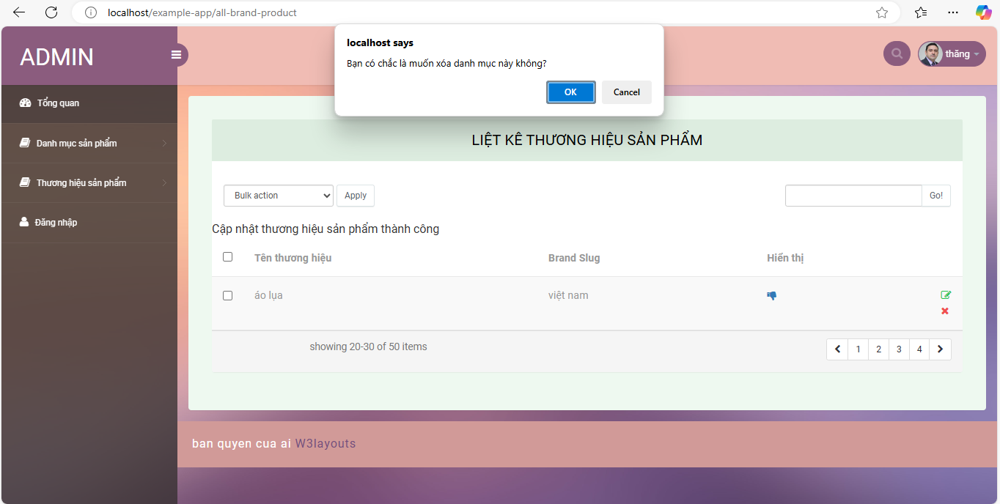 localhost/example-app/all-brand-product
localhost says
Bạn có chắc là muốn xóa danh mục này không?
OK
Cancel
ADMIN
thăng
Tổng quan
Danh mục sản phẩm
Thương hiệu sản phẩm
Đăng nhập
LIỆT KÊ THƯƠNG HIỆU SẢN PHẨM
Bulk action
Apply
Go!
Cập nhật thương hiệu sản phẩm thành công
Tên thương hiệu
Brand Slug
Hiển thị
áo lụa
việt nam
showing 20-30 of 50 items
1 2 3 4
ban quyen cua ai W3layouts